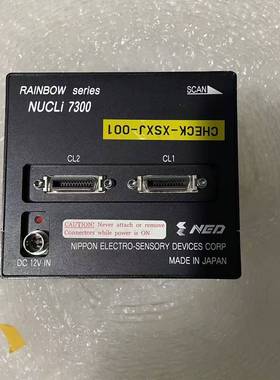 RAINBOW series
NUCLi 7300
SCAN
CHECK-XSXJ-001
CL2
CL1
CAUTION! Never attach or remove
Connectors while power is ON
NED
NIPPON ELECTRO-SENSORY DEVICES CORP
DC 12V IN
MADE IN JAPAN